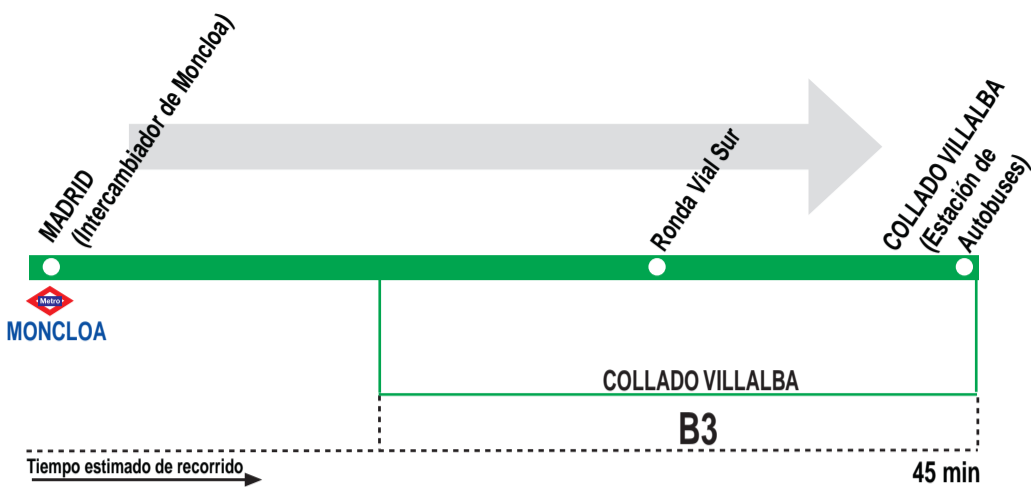 MADRID
(Intercambiador de Moncloa)
Ronda Vial Sur
COLLADO VILLALBA
(Estación de
Autobuses)
Metro
MONCLOA
COLLADO VILLALBA
B3
Tiempo estimado de recorrido
45 min